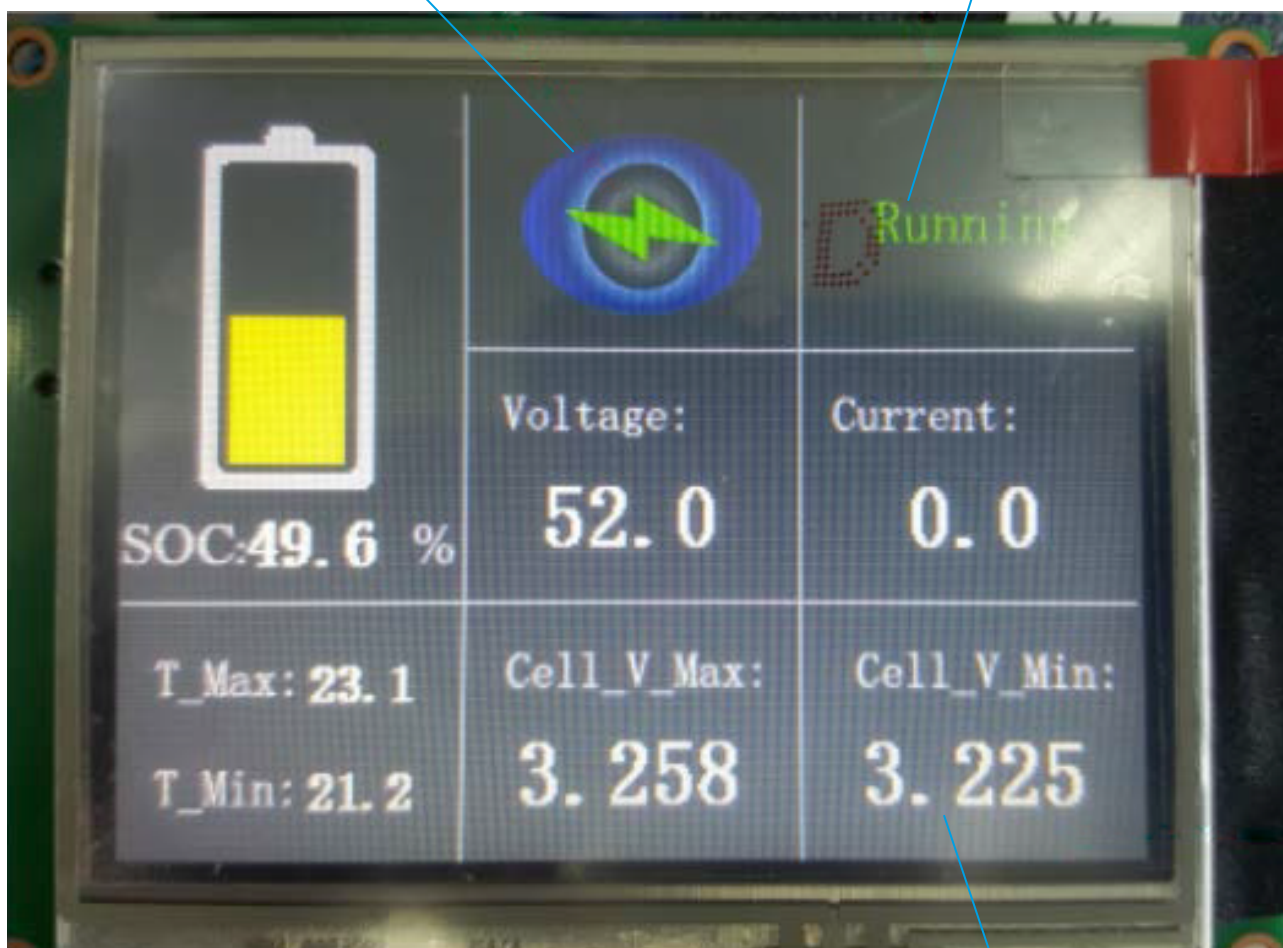 D Running
Voltage:
Current:
52.0
0.0
SOC:49.6 %
T_Max:23.1
Cell_V_Max:
Cell_V_Min:
T_Min:21.2
3.258
3.225